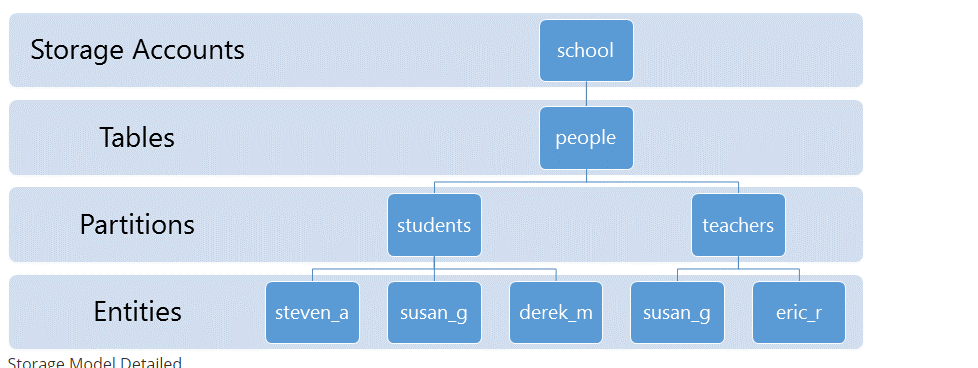 Storage Accounts
school
Tables
people
Partitions
students
teachers
Entities
steven_a
susan_g
derek_m
susan_g
eric_r
Storage Model Detailed